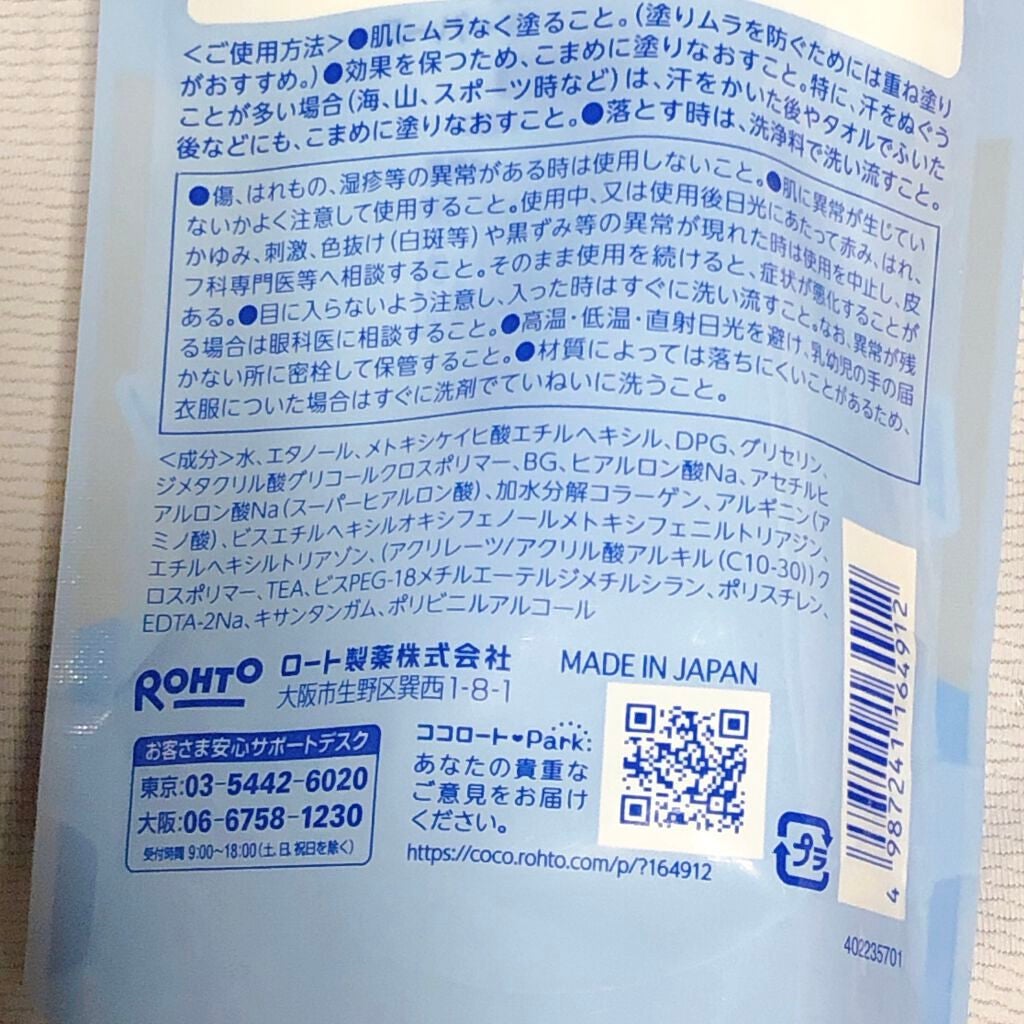 <ご使用方法>●肌にムラなく塗ること。(塗りムラを防ぐためには重ね塗り
がおすすめ。)●効果を保つため、こまめに塗りなおすこと。特に、汗をぬぐう
ことが多い場合(海、山、スポーツ時など)は、汗をかいた後やタオルでふいた
後などにも、こまめに塗りなおすこと。●落とす時は、洗浄料で洗い流すこと。
●傷、はれもの、湿疹等の異常がある時は使用しないこと。●肌に異常が生じてい
ないかよく注意して使用すること。使用中、又は使用後日光にあたって赤み、はれ、
かゆみ、刺激、色抜け(白斑等)や黒ずみ等の異常が現れた時は使用を中止し、皮
フ科専門医等へ相談すること。そのまま使用を続けると、症状が悪化することが
ある。●目に入らないよう注意し、入った時はすぐに洗い流すこと。なお、異常が残
る場合は眼科医に相談すること。●高温・低温・直射日光を避け、乳幼児の手の届
かない所に密栓して保管すること。●材質によっては落ちにくいことがあるため、
衣服についた場合はすぐに洗剤でていねいに洗うこと。
<成分>水、エタノール、メトキシケイヒ酸エチルヘキシル、DPG、グリセリン、
ジメタクリル酸グリコールクロスポリマー、BG、ヒアルロン酸Na、アセチルヒ
アルロン酸Na(スーパーヒアルロン酸)、加水分解コラーゲン、アルギニン(ア
ミノ酸)、ビスエチルヘキシルオキシフェノールメトキシフェニルトリアジン、
エチルヘキシルトリアゾン、(アクリレーツ/アクリル酸アルキル(C10-30))ク
ロスポリマー、TEA、ビスPEG-18メチルエーテルジメチルシラン、ポリスチレン、
EDTA-2Na、キサンタンガム、ポリビニルアルコール
ROHTO ロート製薬株式会社 MADE IN JAPAN
大阪市生野区巽西1-8-1
お客さま安心サポートデスク
東京:03-5442-6020
大阪:06-6758-1230
受付時間 9:00~18:00(土、日、祝日を除く)
ココロート♥Park:
あなたの貴重な
ご意見をお届け
ください。
https://coco.rohto.com/p/?164912
プラ
4 987241 164912
402235701